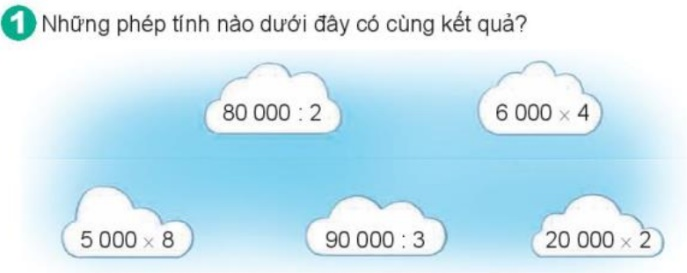 1 Những phép tính nào dưới đây có cùng kết quả?
80 000 : 2
6 000 × 4
5 000 × 8
90 000 : 3
20 000 × 2